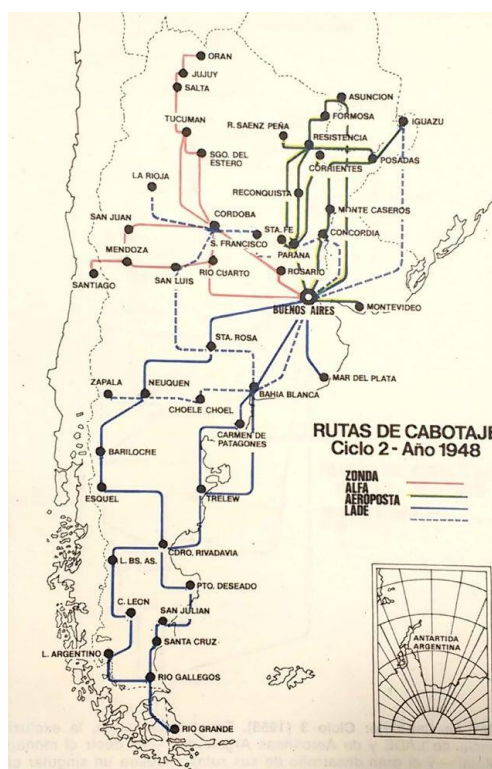 ORAN
JUJUY
SALTA
TUCUMAN
SGO. DEL
ESTERO
ASUNCION
FORMOSA
IGUAZU
R. SAENZ PEÑA
RESISTENCIA
CORRIENTES
POSADAS
LA RIOJA
RECONQUISTA
MONTE CASEROS
CORDOBA
SAN JUAN
S. FRANCISCO
STA. FE
PARANA
CONCORDIA
MENDOZA
SAN LUIS
RIO CUARTO
ROSARIO
SANTIAGO
BUENOS AIRES
MONTEVIDEO
STA. ROSA
MAR DEL PLATA
ZAPALA
NEUQUEN
CHOELE CHOEL
BAHIA BLANCA
CARMEN DE
PATAGONES
RUTAS DE CABOTAJE
Ciclo 2 - Año 1948
ZONDA
ALFA
AEROPOSTA
LADE
BARILOCHE
ESQUEL
TRELEW
CDRO. RIVADAVIA
L. BS. AS.
PTO. DESEADO
C. LEON
SAN JULIAN
SANTA CRUZ
L. ARGENTINO
RIO GALLEGOS
RIO GRANDE
ANTARTIDA
ARGENTINA